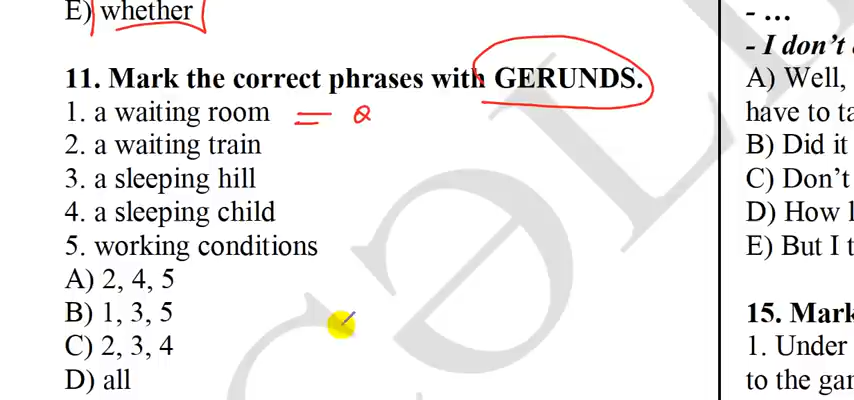 E) whether
11. Mark the correct phrases with GERUNDS.
1. a waiting room = a
2. a waiting train
3. a sleeping hill
4. a sleeping child
5. working conditions
A) 2, 4, 5
B) 1, 3, 5
C) 2, 3, 4
D) all
- ...
- I don't
A) Well,
have to
B) Did it
C) Don't
D) How
E) But I
15. Mark
1. Under
to the